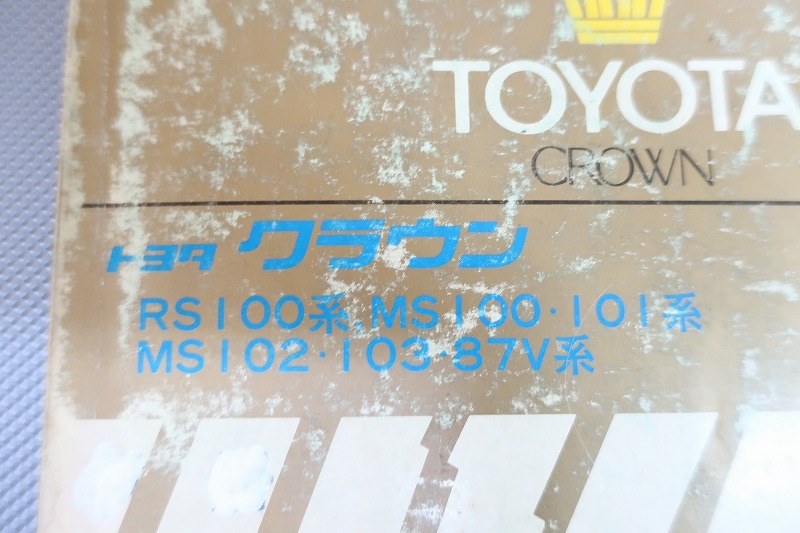 TOYOTA
CROWN
トヨタ クラウン
RS100系, MS100・101系
MS102・103・87V系